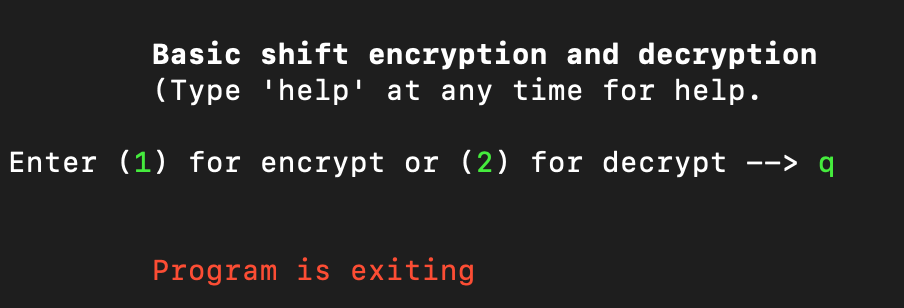 Basic shift encryption and decryption
(Type 'help' at any time for help.
Enter (1) for encrypt or (2) for decrypt --> q
Program is exiting